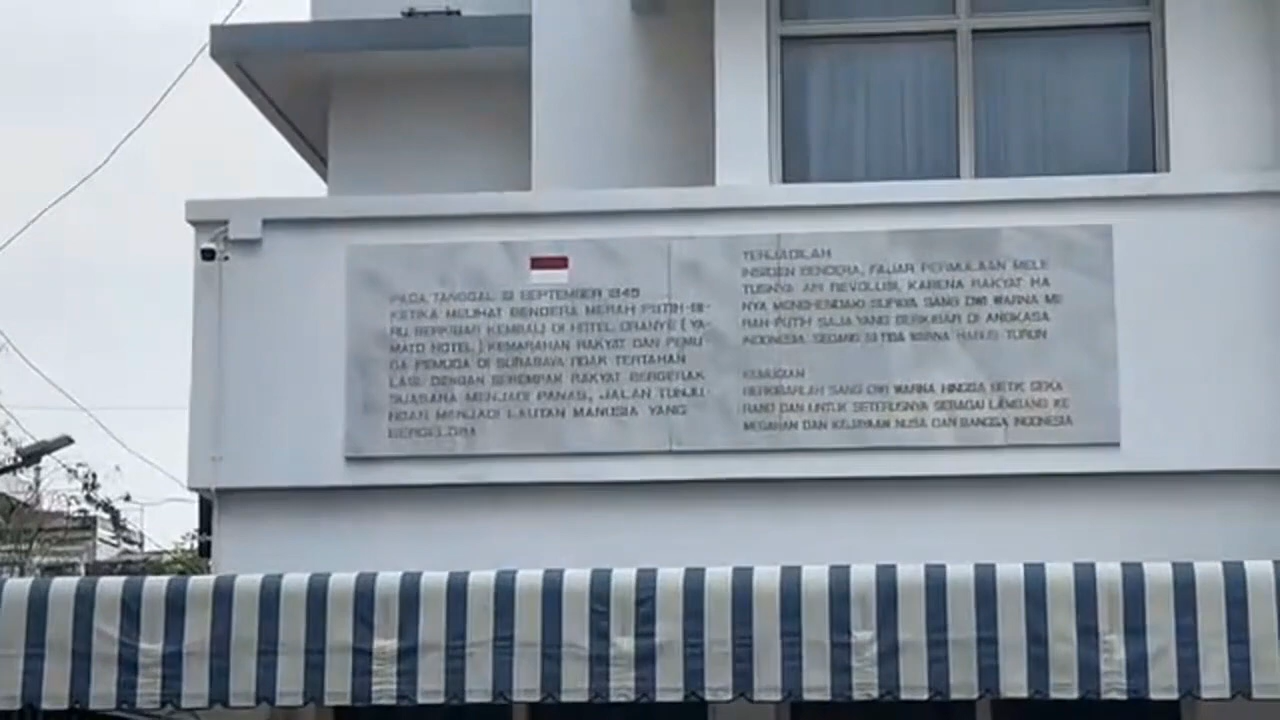 PADA TANGGAL 19 SEPTEMBER 1945
KETIKA MELIHAT BENDERA MERAH-PUTIH-BI-
RU BERKIBAR KEMBALI DI HOTEL ORANYE (YA-
MATO HOTEL) KEMARAHAN RAKYAT DAN PEMU
DA PEMUDA DI SURABAYA TIDAK TERTAHAN
LAGI. DENGAN SEREMPAK RAKYAT BERGERAK
SUASANA MENJADI PANAS, JALAN TUNJU-
NGAN MENJADI LAUTAN MANUSIA YANG
BERGELORA
TERJADILAH
INSIDEN BENDERA, FAJAR PERMULAAN MELE
TUSNYA API REVOLUSI, KARENA RAKYAT HA
NYA MENGHENDAKI SUPAYA SANG DWI WARNA ME
RAH-PUTIH SAJA YANG BERKIBAR DI ANGKASA
INDONESIA SEDANG SI TIGA WARNA HARUS TURUN
KEMUDIAN
BERKIBARLAH SANG DWI WARNA HINGGA DETIK SEKA
RANG DAN UNTUK SETERUSNYA SEBAGAI LAMBANG KE
MEGAHAN DAN KEJAYAAN NUSA DAN BANGSA INDONESIA